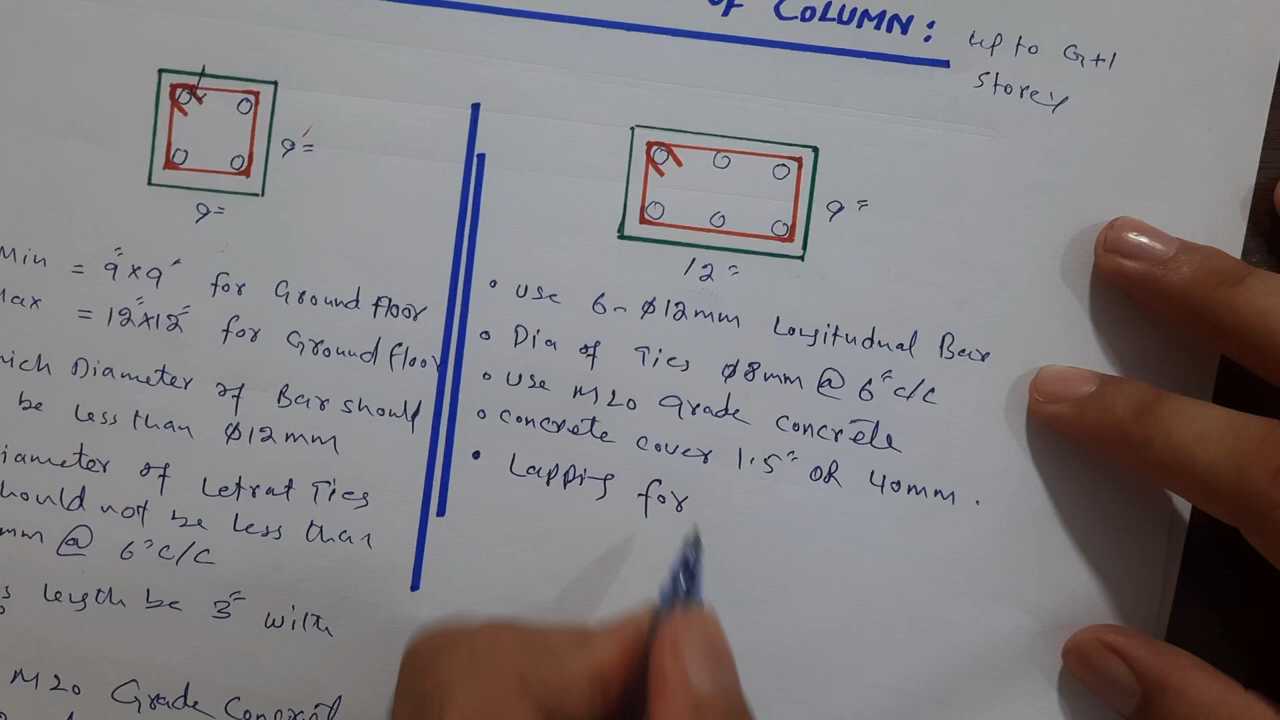 of COLUMN:
up to G+1
storey
9"
9"
Min = 9"x9" for Ground floor
Max = 12"x12" for Ground floor
Diameter of Bar should
be less than Ø12mm
diameter of Letrat Ties
should not be less than
mm @ 6"c/c
length be 3" with
M20 Grade Concret
9"
12"
• use 6-Ø12mm Longitudual Bar
• Dia of Ties Ø8mm @ 6"c/c
• use M20 Grade concrete
• concrete cover 1.5" OR 40mm.
• Lapping for